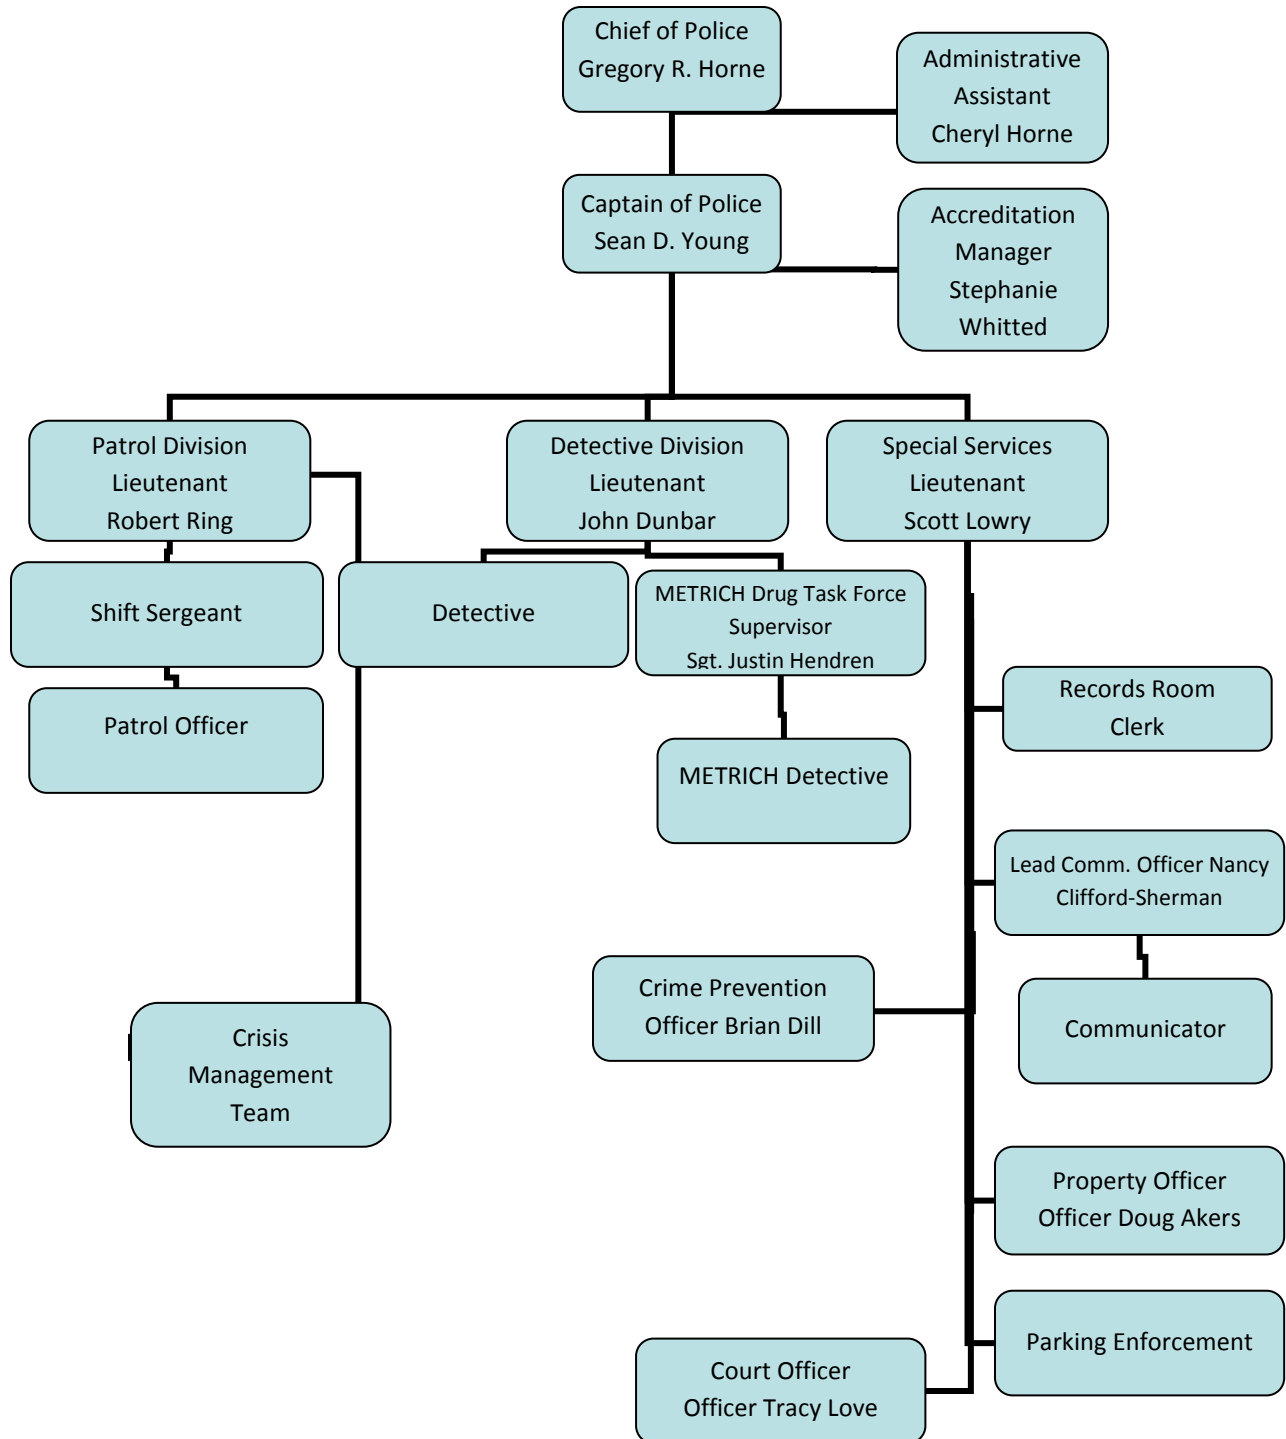 Chief of Police
Gregory R. Horne
Administrative
Assistant
Cheryl Horne
Captain of Police
Sean D. Young
Accreditation
Manager
Stephanie
Whitted
Patrol Division
Lieutenant
Robert Ring
Detective Division
Lieutenant
John Dunbar
Special Services
Lieutenant
Scott Lowry
Shift Sergeant
Detective
METRICH Drug Task Force
Supervisor
Sgt. Justin Hendren
Patrol Officer
METRICH Detective
Records Room
Clerk
Lead Comm. Officer Nancy
Clifford-Sherman
Crime Prevention
Officer Brian Dill
Communicator
Crisis
Management
Team
Property Officer
Officer Doug Akers
Parking Enforcement
Court Officer
Officer Tracy Love